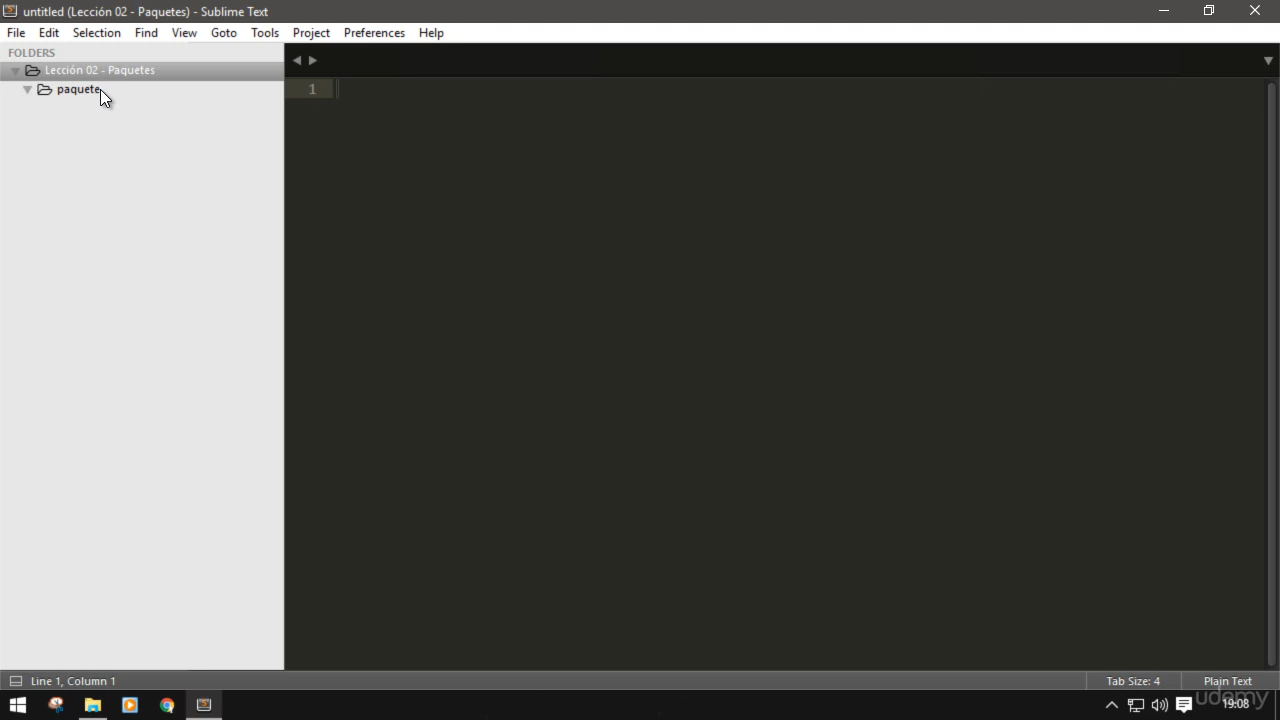 untitled (Lección 02 - Paquetes) - Sublime Text
File Edit Selection Find View Goto Tools Project Preferences Help
FOLDERS
Lección 02 - Paquetes
paquete
1
Line 1, Column 1
Tab Size: 4
Plain Text
19:08
udemy